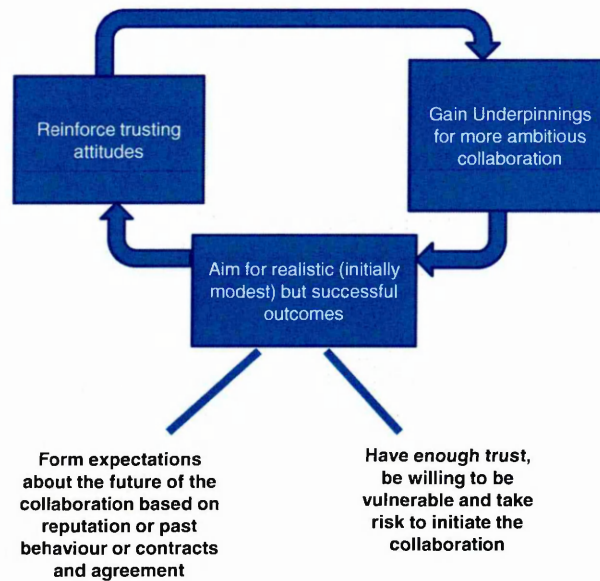 Reinforce trusting
attitudes
Gain Underpinnings
for more ambitious
collaboration
Aim for realistic (initially
modest) but successful
outcomes
Form expectations
about the future of the
collaboration based on
reputation or past
behaviour or contracts
and agreement
Have enough trust,
be willing to be
vulnerable and take
risk to initiate the
collaboration